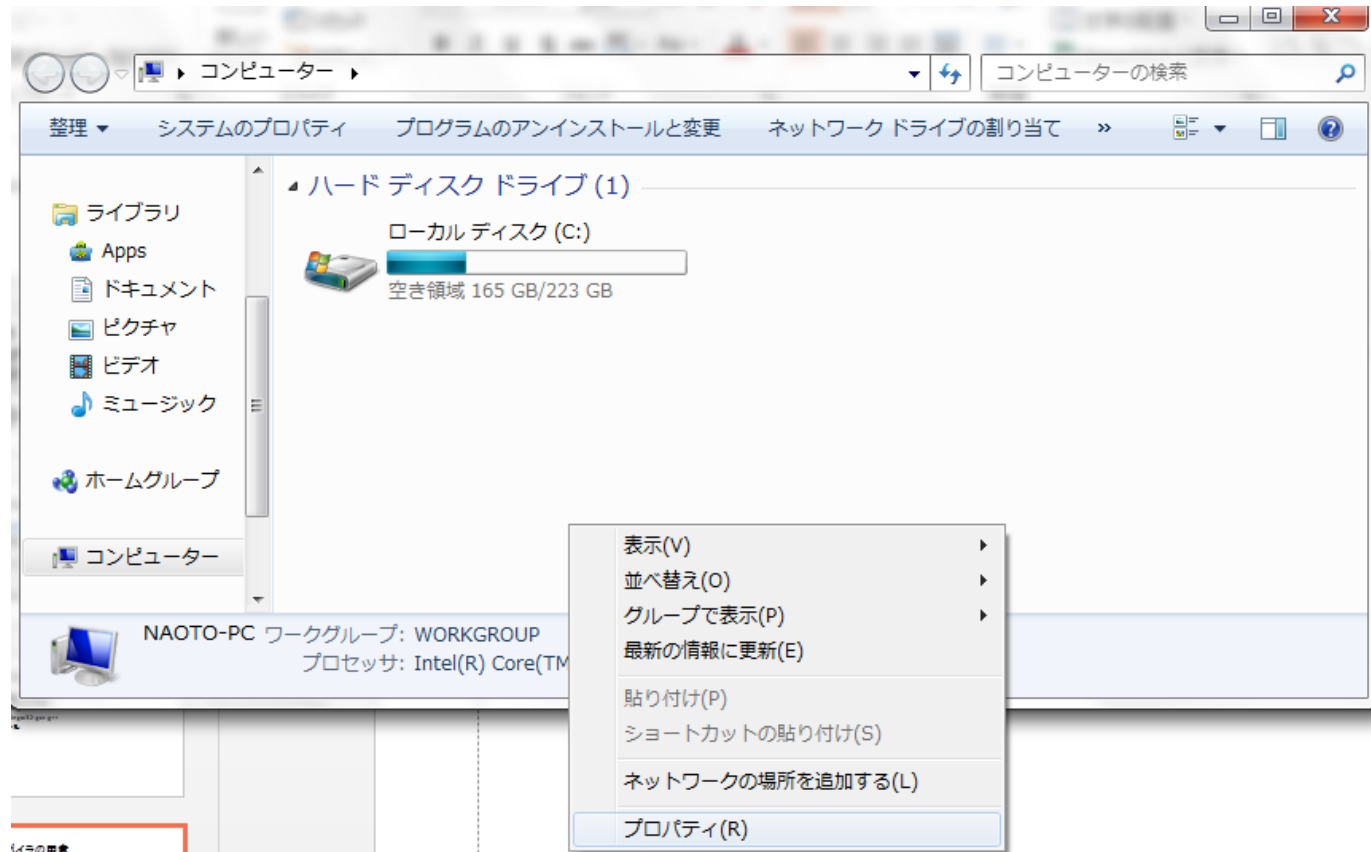 コンピューター
コンピューターの検索
整理
システムのプロパティ
プログラムのアンインストールと変更
ネットワーク ドライブの割り当て
»
ライブラリ
Apps
ドキュメント
ピクチャ
ビデオ
ミュージック
ホームグループ
コンピューター
ハード ディスク ドライブ (1)
ローカル ディスク (C:)
空き領域 165 GB/223 GB
NAOTO-PC ワークグループ: WORKGROUP
プロセッサ: Intel(R) Core(TM
表示(V)
並べ替え(O)
グループで表示(P)
最新の情報に更新(E)
貼り付け(P)
ショートカットの貼り付け(S)
ネットワークの場所を追加する(L)
プロパティ(R)